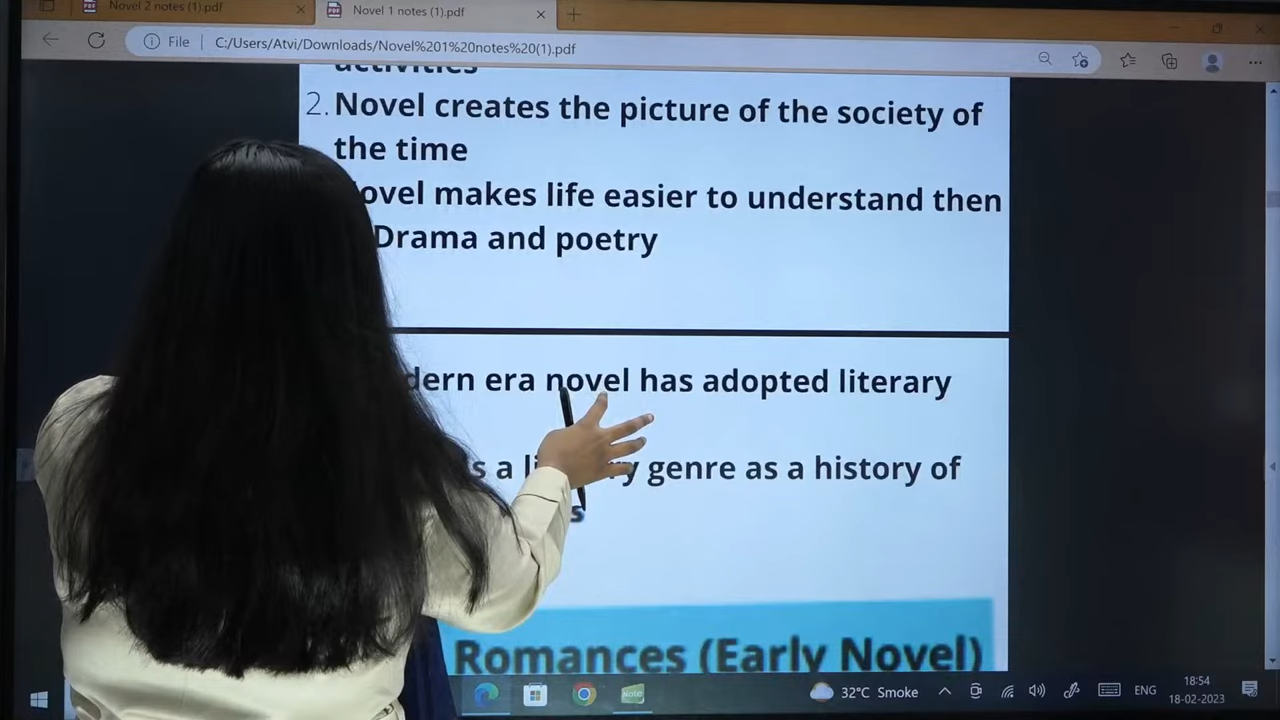 Novel 2 notes (1).pdf
Novel 1 notes (1).pdf
File
C:/Users/Atvi/Downloads/Novel%201%20notes%20(1).pdf
activities
2. Novel creates the picture of the society of
the time
makes life easier to understand then
Drama and poetry
era novel has adopted literary
a genre as a history of
Romances (Early Novel)
Note
32°C Smoke
ENG
18:54
18-02-2023